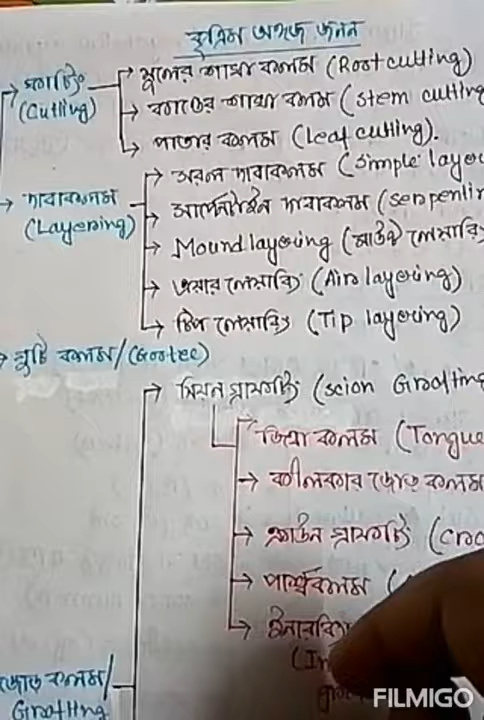 কৃত্রিম অঙ্গজ জনন
কাটিং (Cutting)
মূলের শাখা কলম (Root cutting)
কান্ডের শাখা কলম (Stem cutting
পাতার কলম (Leaf cutting).
দাবাকলম (Layering)
সরল দাবাকলম (Simple layer
সার্পেন্টাইন দাবাকলম (Serpentin
Mound layering (মাউন্ড লেয়ারিং
এয়ার লেয়ারিং (Air layering)
টিপ লেয়ারিং (Tip layering)
গুটি কলম/(Gootee)
সিয়ন গ্রাফটিং (Scion Grafting
জিহ্বা কলম (Tongue
কীলকাকার জোড় কলম
ক্রাউন গ্রাফটিং (Cro
পার্শ্বকলম (
(In
জোড় কলম/
Grafting
FILMIGO